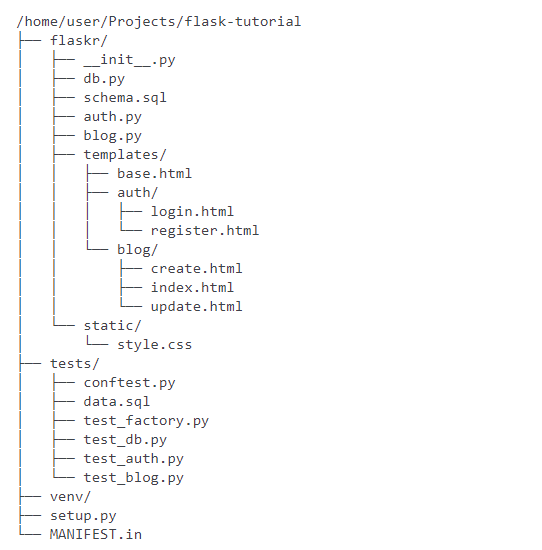 /home/user/Projects/flask-tutorial
├── flaskr/
│   ├── __init__.py
│   ├── db.py
│   ├── schema.sql
│   ├── auth.py
│   ├── blog.py
│   ├── templates/
│   │   ├── base.html
│   │   ├── auth/
│   │   │   ├── login.html
│   │   │   └── register.html
│   │   └── blog/
│   │       ├── create.html
│   │       ├── index.html
│   │       └── update.html
│   └── static/
│       └── style.css
├── tests/
│   ├── conftest.py
│   ├── data.sql
│   ├── test_factory.py
│   ├── test_db.py
│   ├── test_auth.py
│   └── test_blog.py
├── venv/
├── setup.py
└── MANIFEST.in